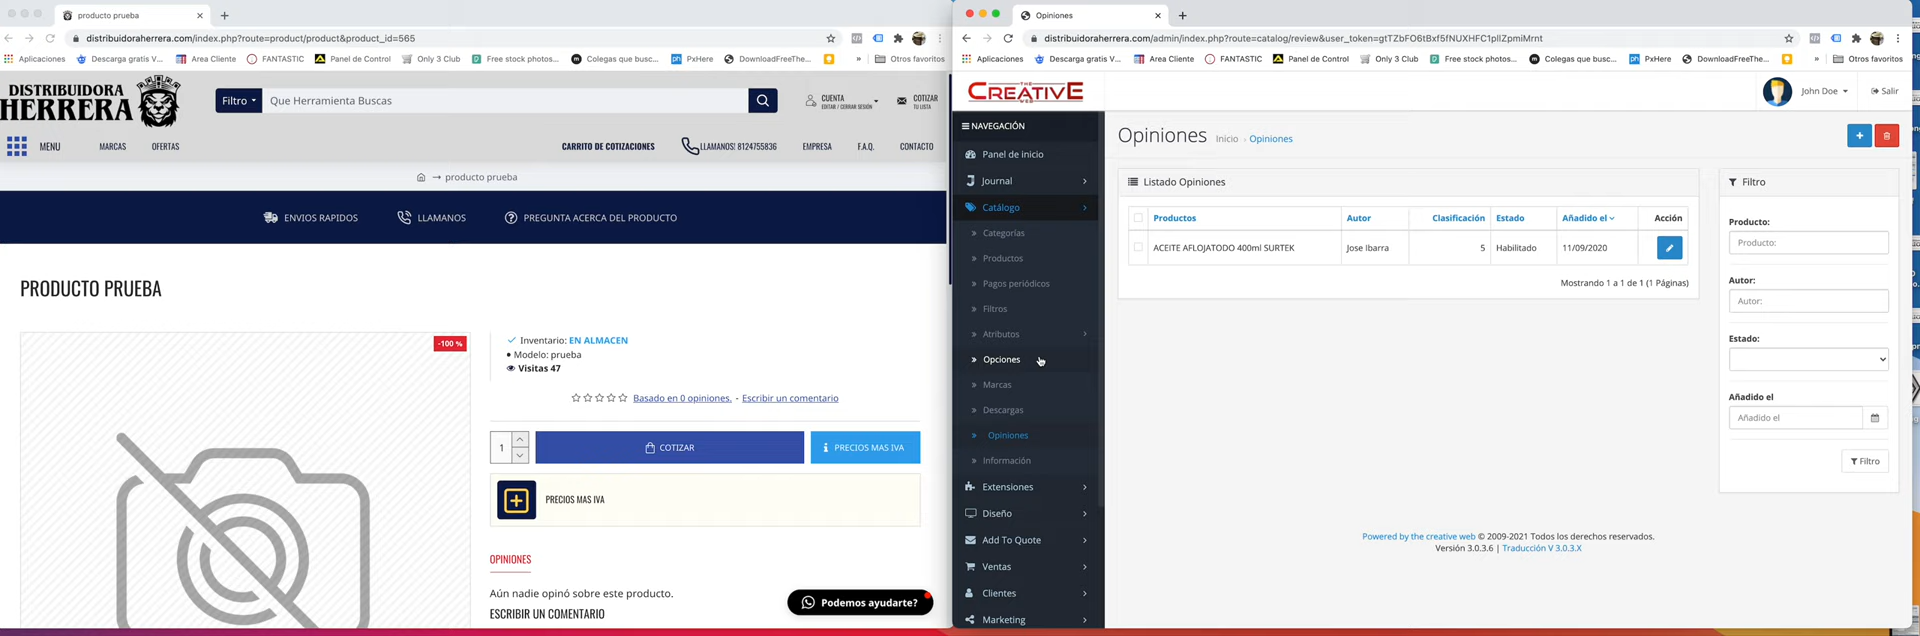 producto prueba
distribuidoraherrera.com/index.php?route=product/product&product_id=565
Aplicaciones
Descarga gratis V...
Area Cliente
FANTASTIC
Panel de Control
Only 3 Club
Free stock photos...
Colegas que busc...
PxHere
DownloadFreeThe...
»
Otros favoritos
DISTRIBUIDORA
HERRERA
Filtro
Que Herramienta Buscas
CUENTA
EDITAR / CERRAR SESIÓN
COTIZAR
TU LISTA
MENU
MARCAS
OFERTAS
CARRITO DE COTIZACIONES
LLAMANOS! 8124755836
EMPRESA
F.A.Q.
CONTACTO
→ producto prueba
ENVIOS RAPIDOS
LLAMANOS
PREGUNTA ACERCA DEL PRODUCTO
PRODUCTO PRUEBA
-100 %
Inventario: EN ALMACEN
• Modelo: prueba
Visitas 47
Basado en 0 opiniones. - Escribir un comentario
1
COTIZAR
PRECIOS MAS IVA
PRECIOS MAS IVA
OPINIONES
Aún nadie opinó sobre este producto.
ESCRIBIR UN COMENTARIO
Podemos ayudarte?
Opiniones
distribuidoraherrera.com/admin/index.php?route=catalog/review&user_token=gtTZbFO6tBxf5fNUXHFC1plIZpmiMrnt
Aplicaciones
Descarga gratis V...
Area Cliente
FANTASTIC
Panel de Control
Only 3 Club
Free stock photos...
Colegas que busc...
PxHere
DownloadFreeThe...
»
Otros favoritos
THE
CREATIVE
WEB
John Doe
Salir
NAVEGACIÓN
Panel de inicio
Journal
Catálogo
» Categorías
» Productos
» Pagos periódicos
» Filtros
» Atributos
» Opciones
» Marcas
» Descargas
» Opiniones
» Información
Extensiones
Diseño
Add To Quote
Ventas
Clientes
Marketing
Opiniones
Inicio
Opiniones
Listado Opiniones
Productos
Autor
Clasificación
Estado
Añadido el
Acción
ACEITE AFLOJATODO 400ml SURTEK
Jose Ibarra
5
Habilitado
11/09/2020
Mostrando 1 a 1 de 1 (1 Páginas)
Filtro
Producto:
Producto:
Autor:
Autor:
Estado:
Añadido el
Añadido el
Filtro
Powered by the creative web © 2009-2021 Todos los derechos reservados.
Versión 3.0.3.6 | Traducción V 3.0.3.X